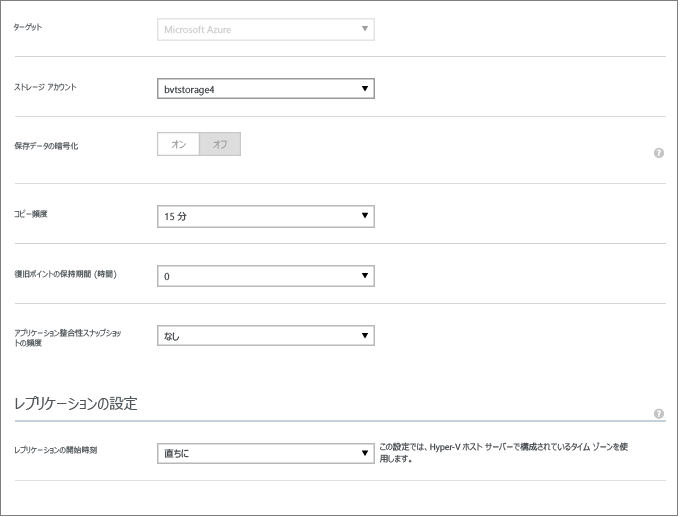 ターゲット
Microsoft Azure
ストレージ アカウント
bvtstorage4
保存データの暗号化
オン オフ
?
コピー頻度
15 分
復旧ポイントの保持期間 (時間)
0
アプリケーション整合性スナップショッ
トの頻度
なし
レプリケーションの設定
?
レプリケーションの開始時刻
直ちに
この設定では、Hyper-V ホスト サーバーで構成されているタイム ゾーンを使
用します。